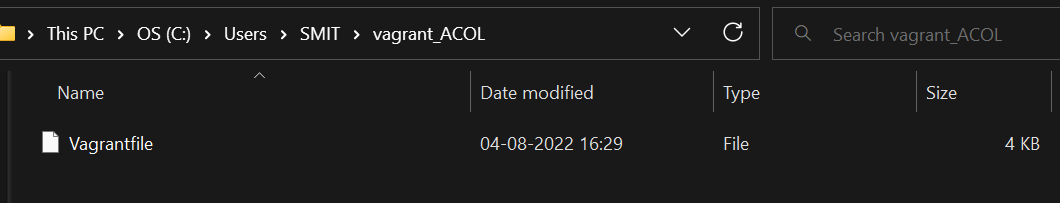 This PC > OS (C:) > Users > SMIT > vagrant_ACOL
Search vagrant_ACOL
Name Date modified Type Size
Vagrantfile 04-08-2022 16:29 File 4 KB